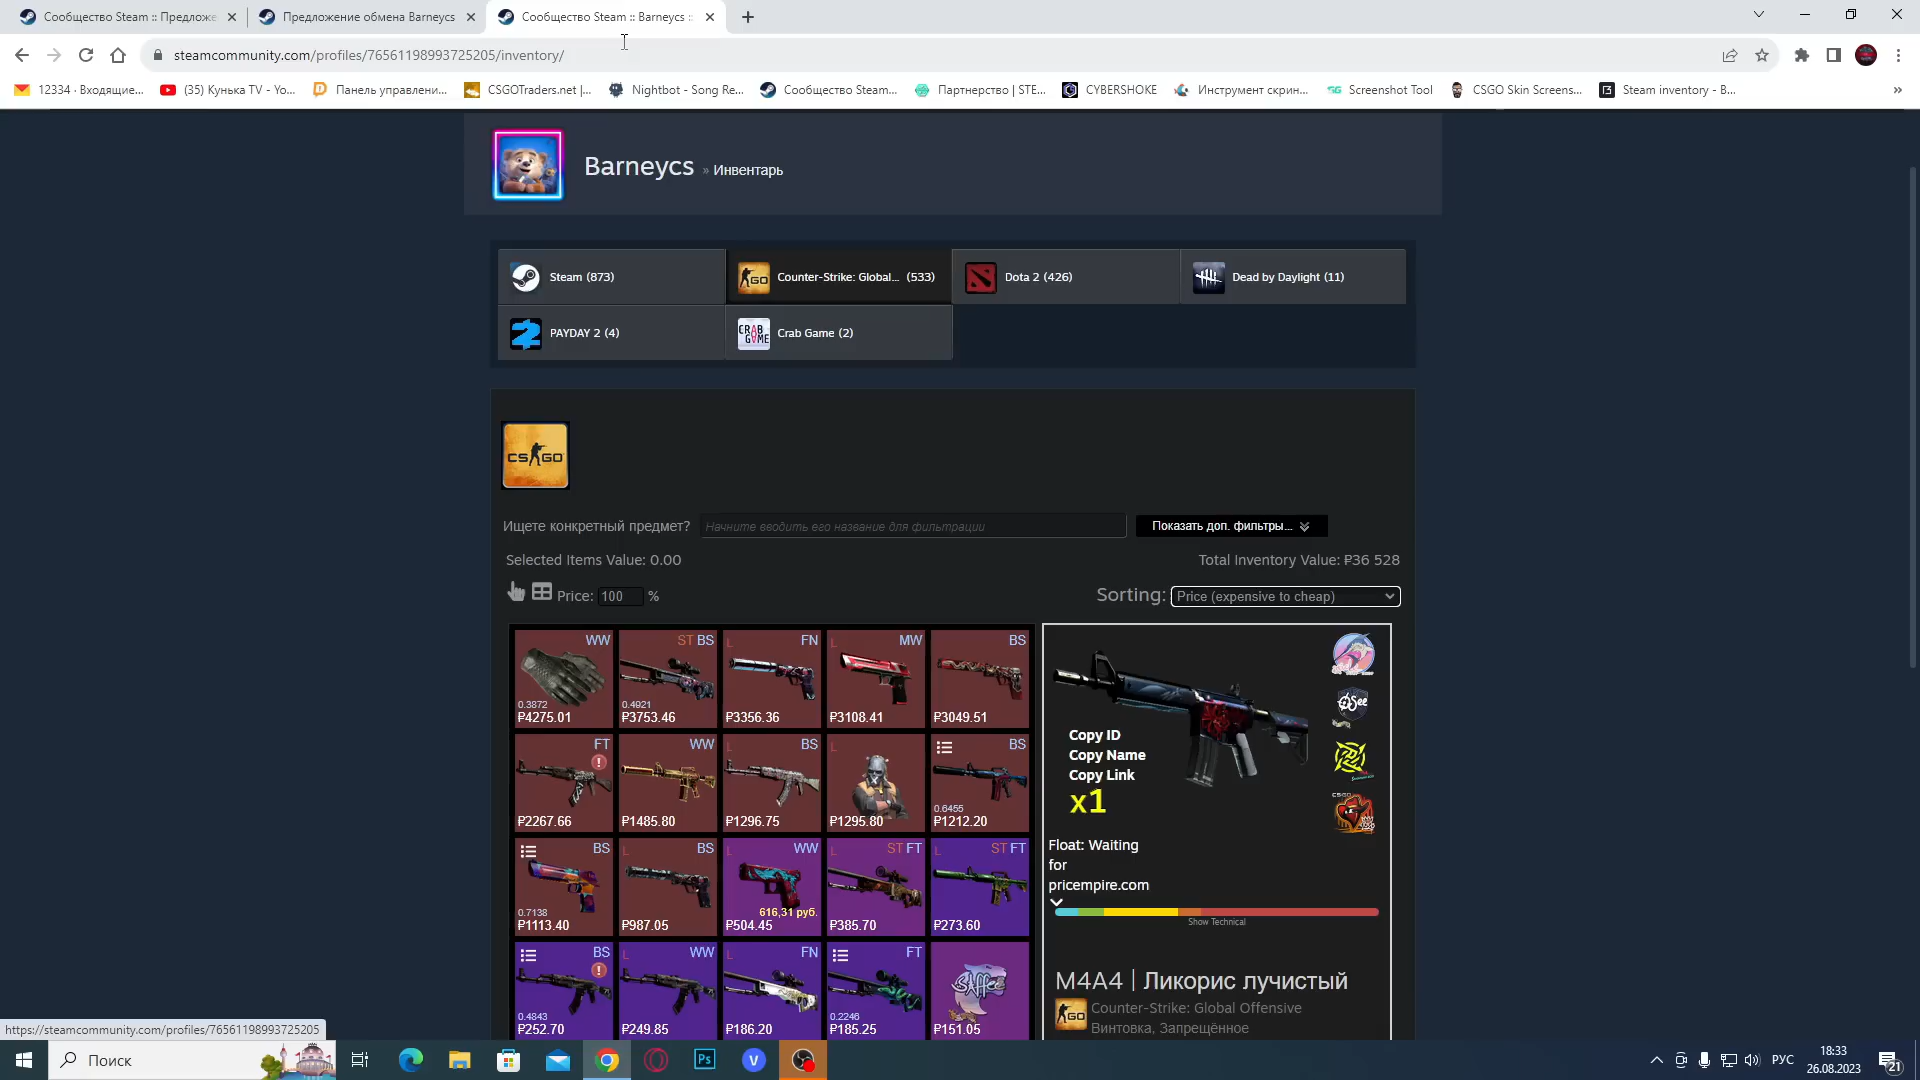 Сообщество Steam :: Предложе
Предложение обмена Barneycs
Сообщество Steam :: Barneycs ::
steamcommunity.com/profiles/76561198993725205/inventory/
12334 · Входящие...
(35) Кунька TV - Yo...
Панель управлени...
CSGOTraders.net |...
Nightbot - Song Re...
Сообщество Steam...
Партнерство | STE...
CYBERSHOKE
Инструмент скрин...
Screenshot Tool
CSGO Skin Screens...
Steam inventory - B...
Barneycs » Инвентарь
Steam (873)
Counter-Strike: Global... (533)
Dota 2 (426)
Dead by Daylight (11)
PAYDAY 2 (4)
Crab Game (2)
CS GO
Ищете конкретный предмет?
Начните вводить его название для фильтрации
Показать доп. фильтры...
Selected Items Value: 0.00
Total Inventory Value: ₽36 528
Price: 100 %
Sorting: Price (expensive to cheap)
WW
0.3872
₽4275.01
ST BS
0.4921
₽3753.46
L FN
₽3356.36
L MW
₽3108.41
BS
₽3049.51
FT
₽2267.66
WW
₽1485.80
L BS
₽1296.75
L
₽1295.80
BS
0.6455
₽1212.20
BS
0.7138
₽1113.40
L BS
₽987.05
L WW
616,31 руб.
₽504.45
L ST FT
₽385.70
L ST FT
₽273.60
BS
0.4843
₽252.70
L WW
₽249.85
L FN
₽186.20
FT
0.2246
₽185.25
₽151.05
Copy ID
Copy Name
Copy Link
x1
Float: Waiting
for
pricempire.com
Show Technical
M4A4 | Ликорис лучистый
Counter-Strike: Global Offensive
Винтовка, Запрещённое
https://steamcommunity.com/profiles/76561198993725205
Поиск
РУС
18:33
26.08.2023
21